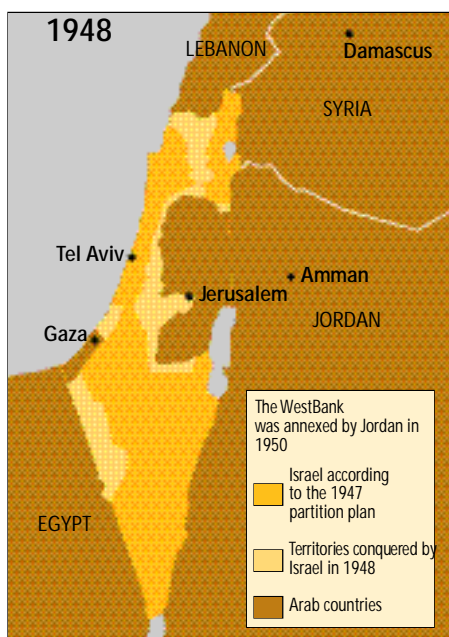 1948
LEBANON
Damascus
SYRIA
Tel Aviv
Amman
Jerusalem
JORDAN
Gaza
EGYPT
The WestBank
was annexed by Jordan in
1950
Israel according
to the 1947
partition plan
Territories conquered by
Israel in 1948
Arab countries